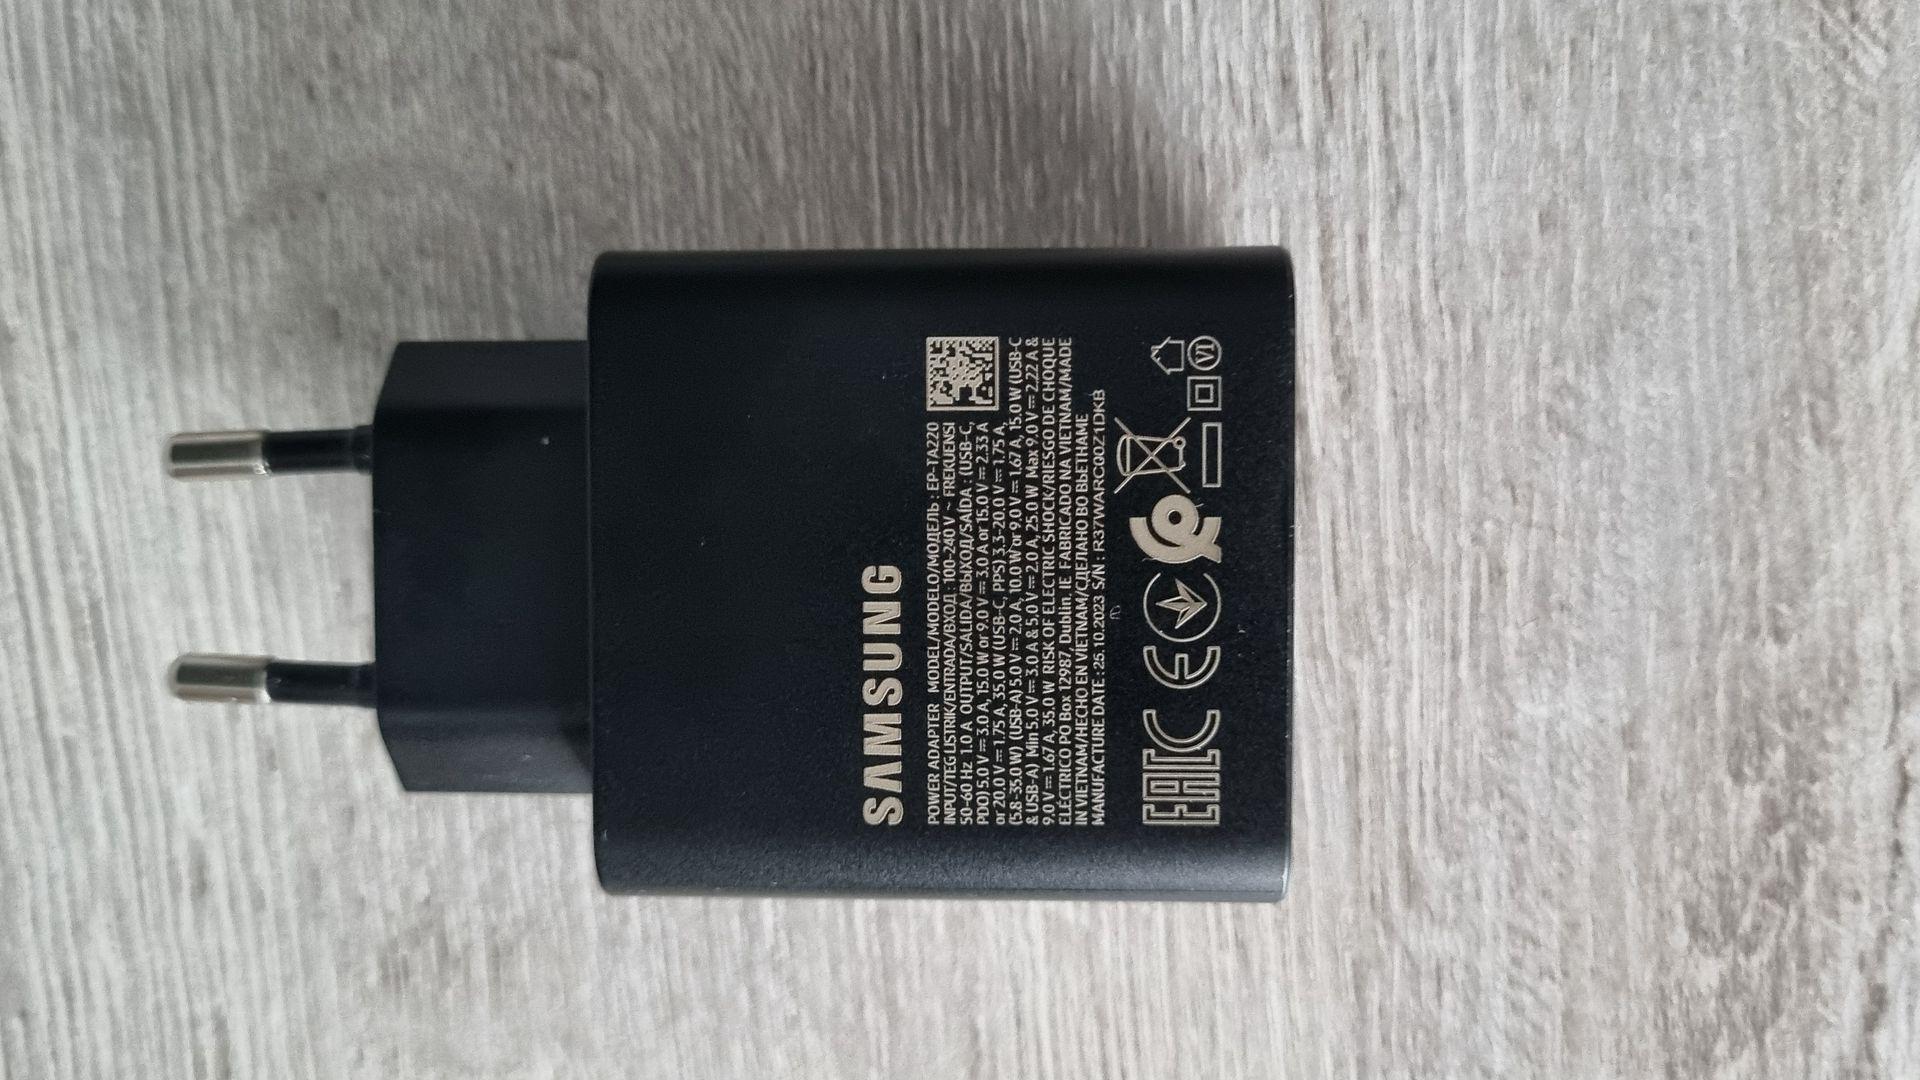 SAMSUNG
POWER ADAPTER MODEL/MODELO/МОДЕЛЬ : EP-TA220
INPUT/TEG LISTRIK/ENTRADA/ВХОД : 100-240 V ~ FREKUENSI
50-60 Hz 1.0 A OUTPUT/SALIDA/ВЫХОД/SAÍDA : (USB-C,
PDO) 5.0 V ⎓ 3.0 A, 15.0 W or 9.0 V ⎓ 3.0 A or 15.0 V ⎓ 2.33 A
or 20.0 V ⎓ 1.75 A, 35.0 W (USB-C, PPS) 3.3-20.0 V ⎓ 1.75 A,
(5.8-35.0 W) (USB-A) 5.0 V ⎓ 2.0 A, 10.0 W or 9.0 V ⎓ 1.67 A, 15.0 W (USB-C
& USB-A) Min 5.0 V ⎓ 3.0 A & 5.0 V ⎓ 2.0 A, 25.0 W Max 9.0 V ⎓ 2.22 A &
9.0 V ⎓ 1.67 A, 35.0 W RISK OF ELECTRIC SHOCK/RIESGO DE CHOQUE
ELÉCTRICO PO Box 12987, Dublin. IE FABRICADO NA VIETNAM/MADE
IN VIETNAM/HECHO EN VIETNAM/СДЕЛАНО ВО ВЬЕТНАМЕ
MANUFACTURE DATE : 25.10.2023 S/N : R37WARC00Z1DKB
EAC CE VI